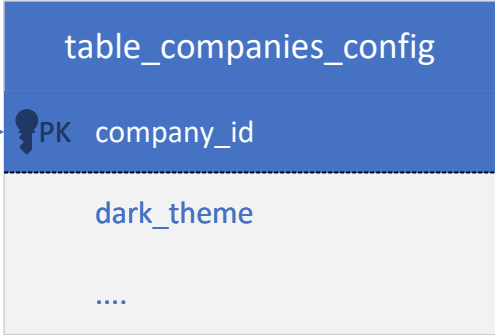 table_companies_config
PK company_id
dark_theme
....